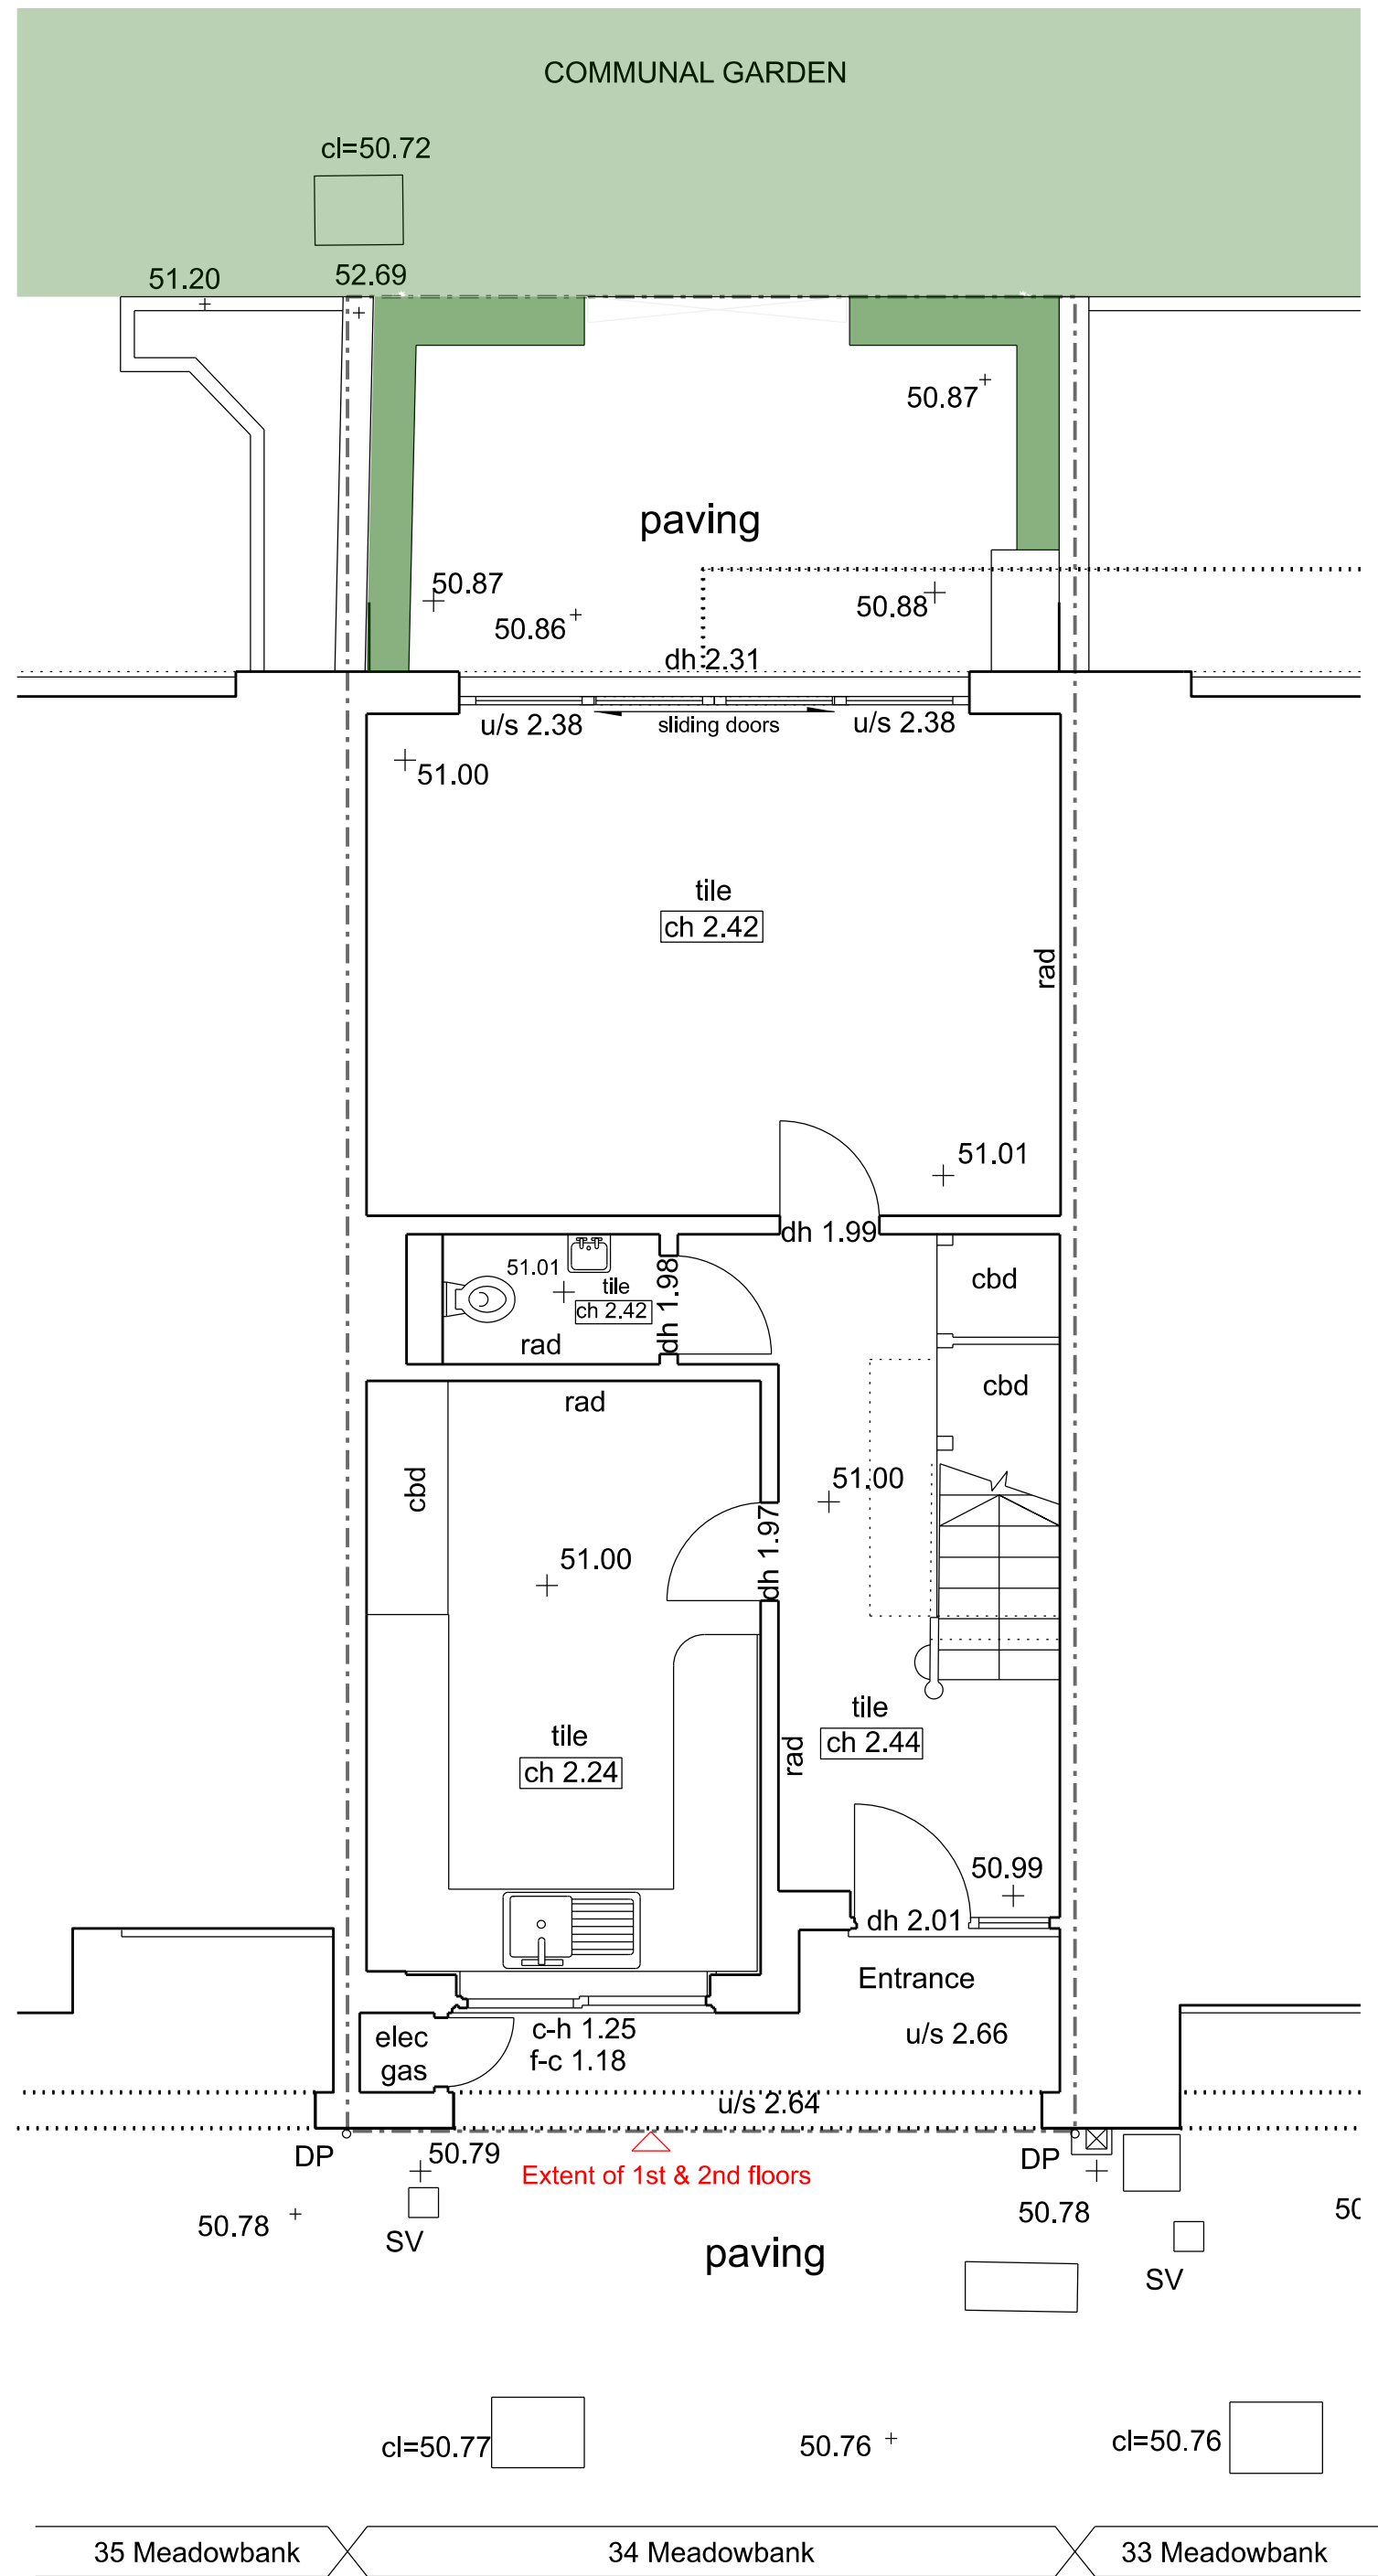 COMMUNAL GARDEN
cl=50.72
51.20
52.69
50.87
paving
50.87
50.86
50.88
dh 2.31
u/s 2.38
sliding doors
u/s 2.38
51.00
tile
ch 2.42
rad
51.01
dh 1.99
51.01
tile
ch 2.42
rad
dh 1.98
cbd
cbd
rad
cbd
51.00
51.00
dh 1.97
tile
ch 2.24
tile
ch 2.44
rad
50.99
dh 2.01
Entrance
elec
gas
c-h 1.25
f-c 1.18
u/s 2.66
u/s 2.64
DP
50.79
Extent of 1st & 2nd floors
DP
50.78
SV
50.78
paving
SV
cl=50.77
50.76
cl=50.76
35 Meadowbank
34 Meadowbank
33 Meadowbank